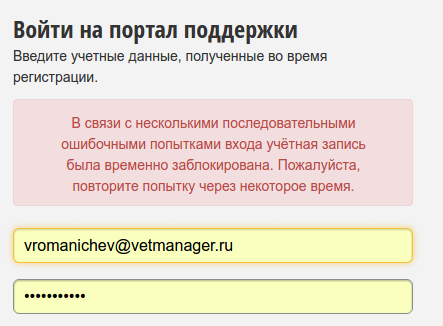 Войти на портал поддержки
Введите учетные данные, полученные во время
регистрации.
В связи с несколькими последовательными
ошибочными попытками входа учётная запись
была временно заблокирована. Пожалуйста,
повторите попытку через некоторое время.
vromanichev@vetmanager.ru
•••••••••••